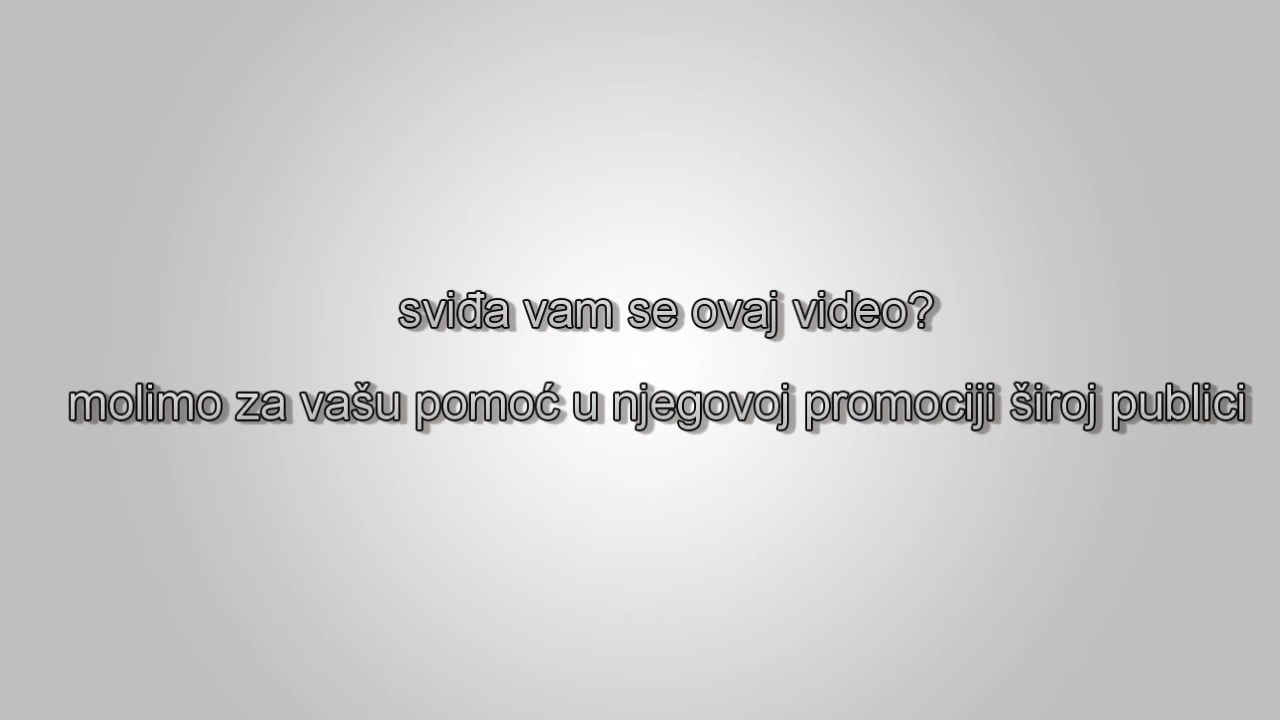 sviđa vam se ovaj video?
molimo za vašu pomoć u njegovoj promociji široj publici